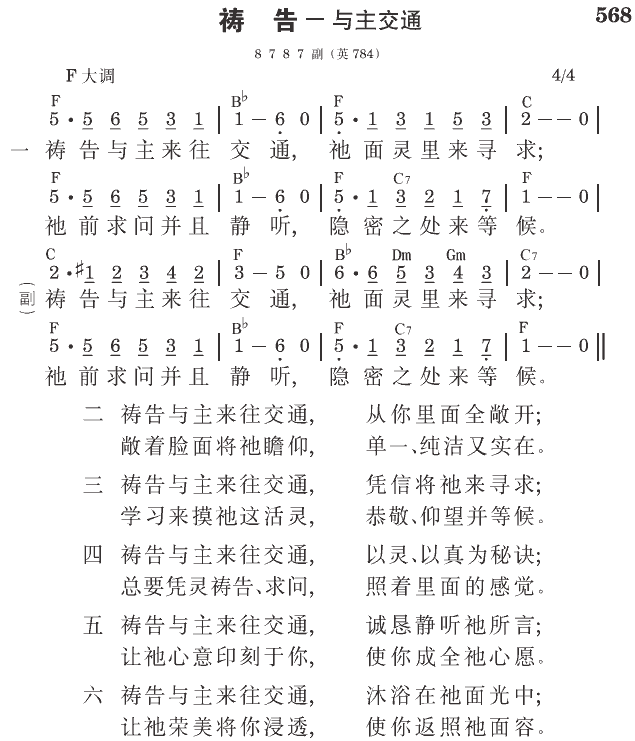 祷 告 — 与主交通 568
8 7 8 7 副（英784）
F 大调 4/4
F B♭ F C
5·5 6 5 3 1 | 1 — 6 0 | 5·1 3 1 5 3 | 2 — — 0 |
一 祷告与主来往 交 通， 祂 面灵里来寻 求；
F B♭ F C7 F
5·5 6 5 3 1 | 1 — 6 0 | 5·1 3 2 1 7 | 1 — — 0 |
祂 前求问并且 静 听， 隐 密之处来等 候。
C F B♭ Dm Gm C7
2·♯1 2 3 4 2 | 3 — 5 0 | 6·6 5 3 4 3 | 2 — — 0 |
（副） 祷告与主来往 交 通， 祂 面灵里来寻 求；
F B♭ F C7 F
5·5 6 5 3 1 | 1 — 6 0 | 5·1 3 2 1 7 | 1 — — 0 ||
祂 前求问并且 静 听， 隐 密之处来等 候。
二 祷告与主来往交通， 从你里面全敞开；
敞着脸面将祂瞻仰， 单一、纯洁又实在。
三 祷告与主来往交通， 凭信将祂来寻求；
学习来摸祂这活灵， 恭敬、仰望并等候。
四 祷告与主来往交通， 以灵、以真为秘诀；
总要凭灵祷告、求问， 照着里面的感觉。
五 祷告与主来往交通， 诚恳静听祂所言；
让祂心意印刻于你， 使你成全祂心愿。
六 祷告与主来往交通， 沐浴在祂面光中；
让祂荣美将你浸透， 使你返照祂面容。